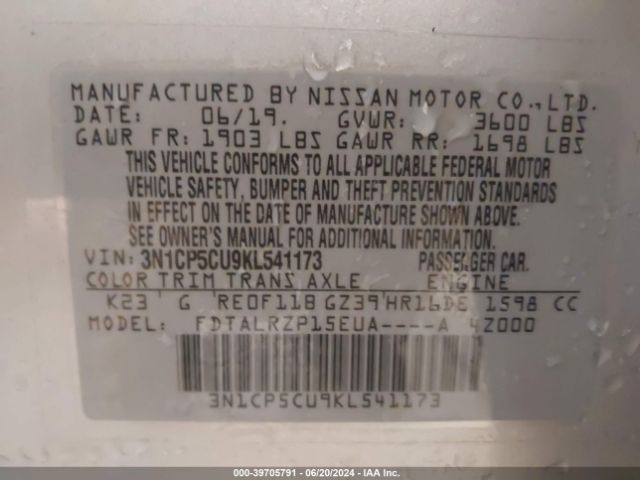 MANUFACTURED BY NISSAN MOTOR CO., LTD.
DATE: 06/19. GVWR: 3600 LBS
GAWR FR: 1903 LBS GAWR RR: 1698 LBS
THIS VEHICLE CONFORMS TO ALL APPLICABLE FEDERAL MOTOR
VEHICLE SAFETY, BUMPER AND THEFT PREVENTION STANDARDS
IN EFFECT ON THE DATE OF MANUFACTURE SHOWN ABOVE.
SEE OWNER'S MANUAL FOR ADDITIONAL INFORMATION.
VIN: 3N1CP5CU9KL541173 PASSENGER CAR.
COLOR TRIM TRANS AXLE ENGINE
K23 G RE0F11B GZ39 HR16DE 1598 CC
MODEL: FDTALRZP15EUA----A 4Z000
3N1CP5CU9KL541173
000-39705791 - 06/20/2024 - IAA Inc.